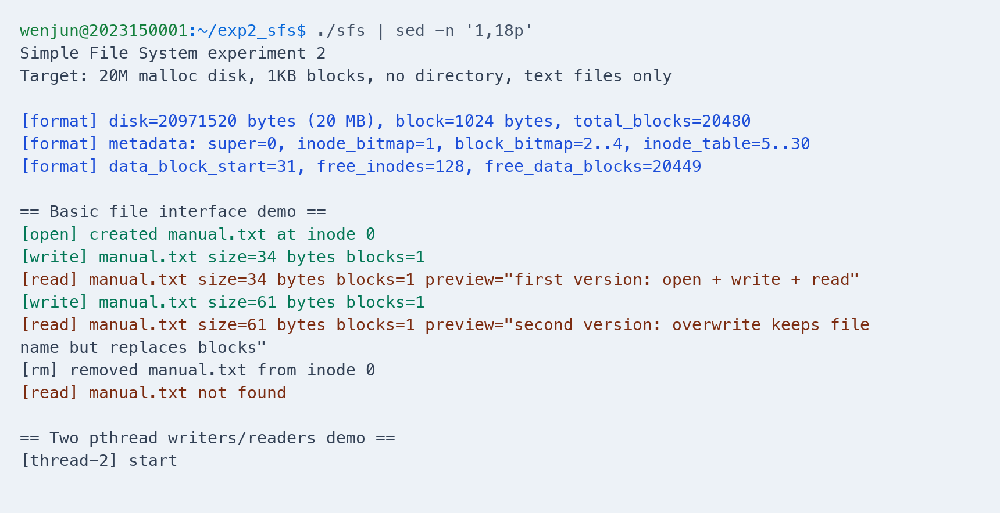 wenjun@2023150001:~/exp2_sfs$ ./sfs | sed -n '1,18p'
Simple File System experiment 2
Target: 20M malloc disk, 1KB blocks, no directory, text files only
[format] disk=20971520 bytes (20 MB), block=1024 bytes, total_blocks=20480
[format] metadata: super=0, inode_bitmap=1, block_bitmap=2..4, inode_table=5..30
[format] data_block_start=31, free_inodes=128, free_data_blocks=20449
== Basic file interface demo ==
[open] created manual.txt at inode 0
[write] manual.txt size=34 bytes blocks=1
[read] manual.txt size=34 bytes blocks=1 preview="first version: open + write + read"
[write] manual.txt size=61 bytes blocks=1
[read] manual.txt size=61 bytes blocks=1 preview="second version: overwrite keeps file
name but replaces blocks"
[rm] removed manual.txt from inode 0
[read] manual.txt not found
== Two pthread writers/readers demo ==
[thread-2] start